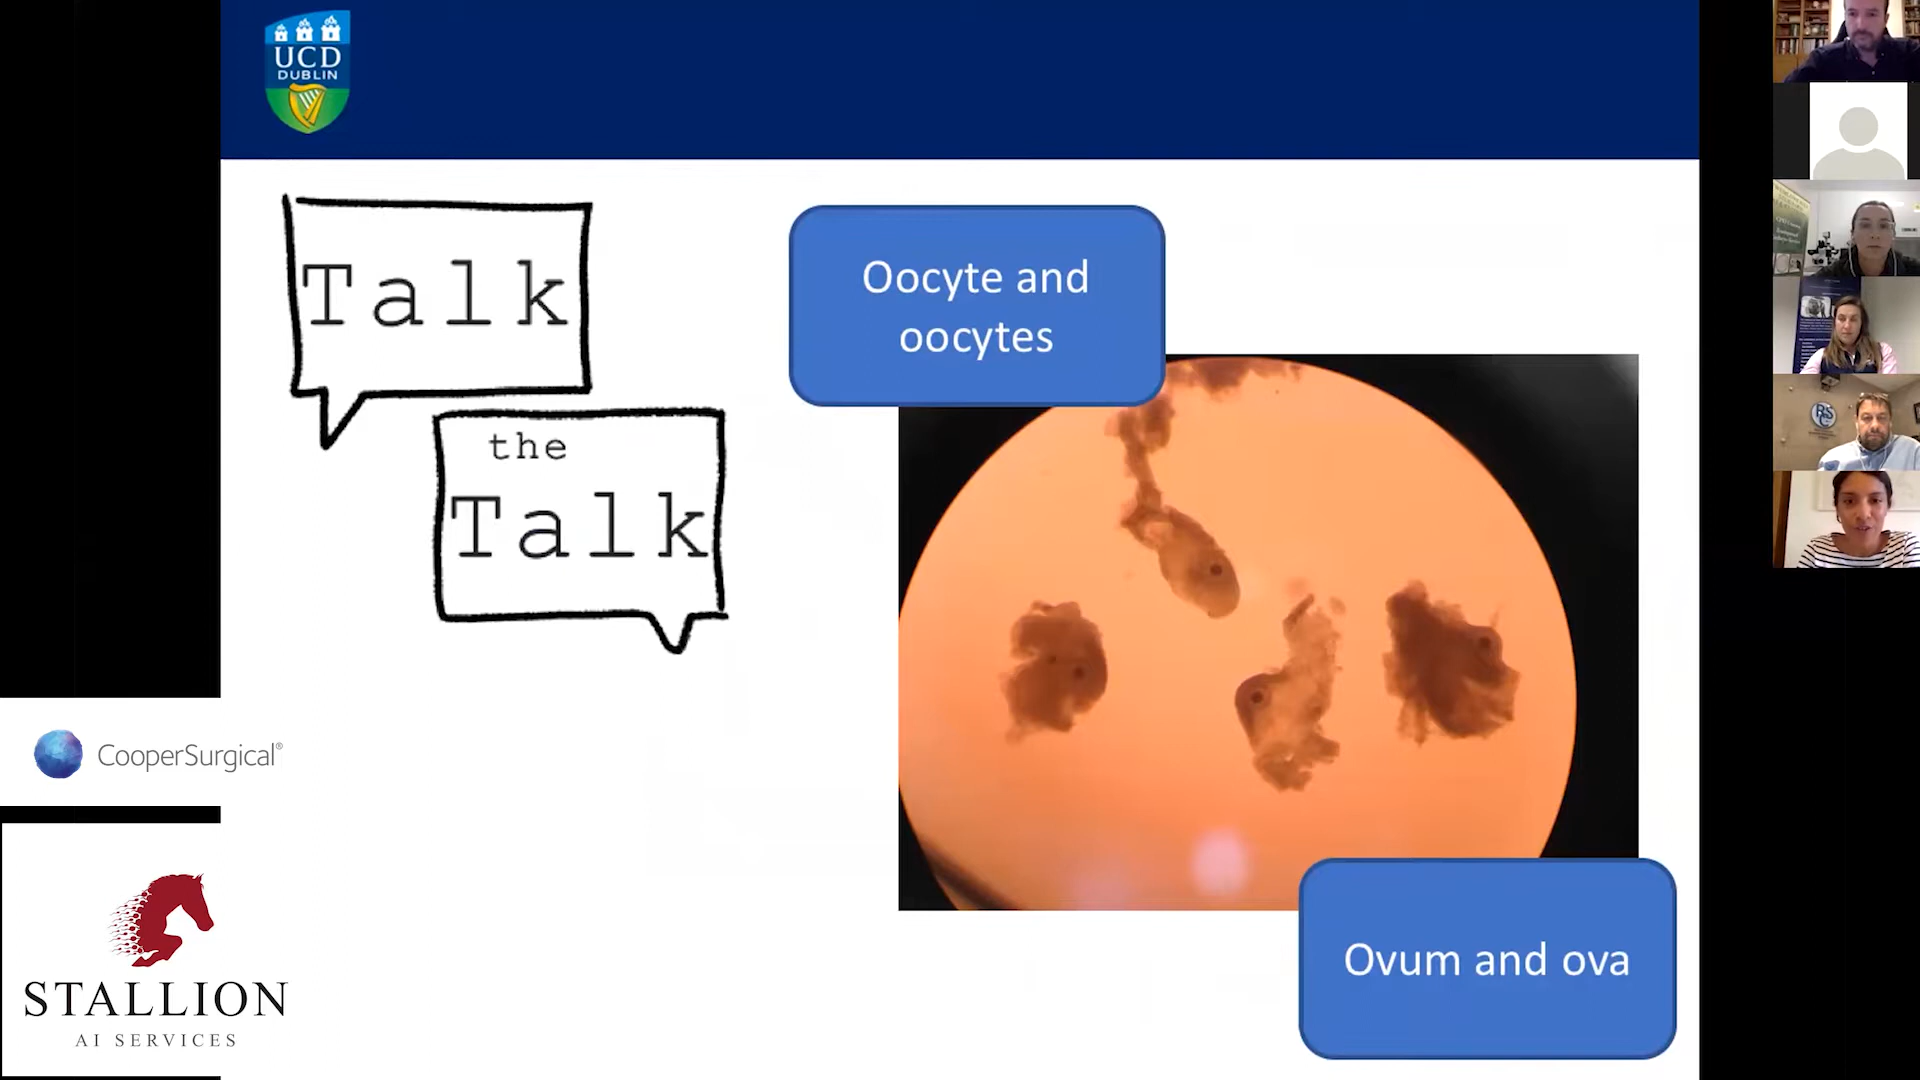 UCD
DUBLIN
Talk
the
Talk
Oocyte and
oocytes
Ovum and ova
CooperSurgical®
STALLION
AI SERVICES